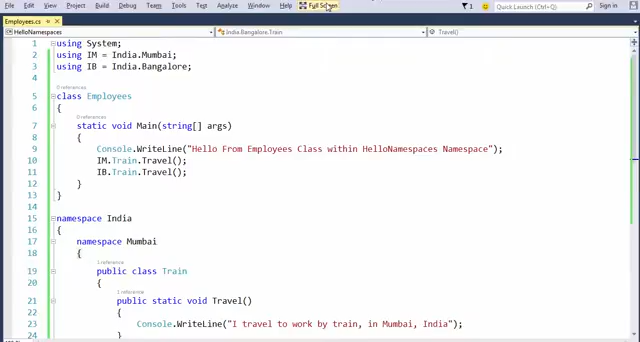 File Edit View Project Build Debug Team Tools Test Analyze Window Help Full Screen 1 Quick Launch (Ctrl+Q) Sign in
Employees.cs
HelloNamespaces India.Bangalore.Train Travel()
1 using System;
2 using IM = India.Mumbai;
3 using IB = India.Bangalore;
4
0 references
5 class Employees
6 {
0 references
7 static void Main(string[] args)
8 {
9 Console.WriteLine("Hello From Employees Class within HelloNamespaces Namespace");
10 IM.Train.Travel();
11 IB.Train.Travel();
12 }
13 }
14
15 namespace India
16 {
17 namespace Mumbai
18 {
1 reference
19 public class Train
20 {
1 reference
21 public static void Travel()
22 {
23 Console.WriteLine("I travel to work by train, in Mumbai, India");
24 }